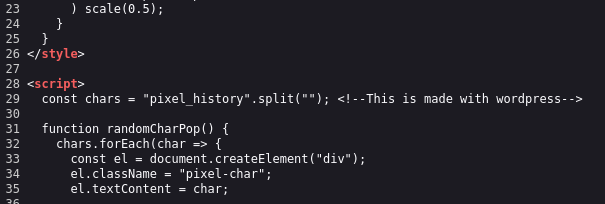 23       ) scale(0.5);
24     }
25   }
26 </style>
27
28 <script>
29   const chars = "pixel_history".split(""); <!--This is made with wordpress-->
30
31   function randomCharPop() {
32     chars.forEach(char => {
33       const el = document.createElement("div");
34       el.className = "pixel-char";
35       el.textContent = char;